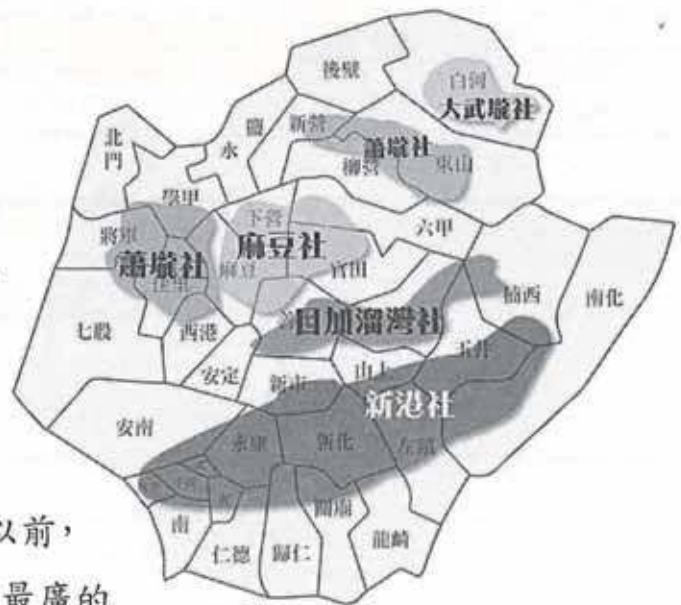 後壁
白河
大武壠社
新營
鹽水
北門
蕭壠社
柳營
東山
學甲
下營
六甲
將軍
麻豆社
蕭壠社
麻豆
官田
佳里
楠西
南化
目加溜灣社
七股
西港
玉井
安定
山上
新市
新港社
安南
永康
新化
左鎮
關廟
南
龍崎
仁德
歸仁
以前,
最廣的